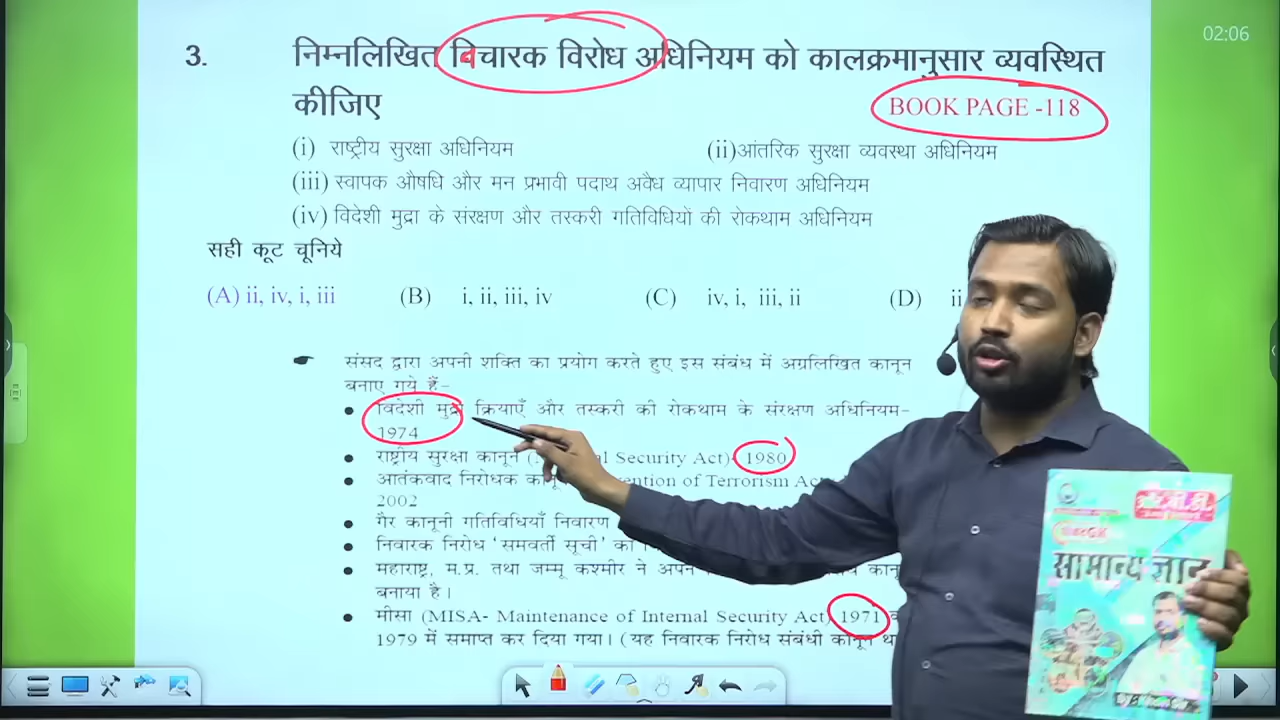 02:06
3. निम्नलिखित विचारक विरोध अधिनियम को कालक्रमानुसार व्यवस्थित
कीजिए BOOK PAGE -118
(i) राष्ट्रीय सुरक्षा अधिनियम (ii)आंतरिक सुरक्षा व्यवस्था अधिनियम
(iii) स्वापक औषधि और मन प्रभावी पदाथ अवैध व्यापार निवारण अधिनियम
(iv) विदेशी मुद्रा के संरक्षण और तस्करी गतिविधियों की रोकथाम अधिनियम
सही कूट चूनिये
(A) ii, iv, i, iii (B) i, ii, iii, iv (C) iv, i, iii, ii (D) ii
संसद द्वारा अपनी शक्ति का प्रयोग करते हुए इस संबंध में अग्रलिखित कानून
बनाए गये हैं-
विदेशी मुद्रा क्रियाएँ और तस्करी की रोकथाम के संरक्षण अधिनियम-
1974
राष्ट्रीय सुरक्षा कानून ( Security Act)- 1980
आतंकवाद निरोधक of Terrorism Act
2002
गैर कानूनी गतिविधियाँ निवारण
निवारक निरोध 'समवर्ती सूची' का
महाराष्ट्र, म.प्र. तथा जम्मू कश्मीर ने अपने
बनाया है।
मीसा (MISA- Maintenance of Internal Security Act) 1971
1979 में समाप्त कर दिया गया। (यह निवारक निरोध संबंधी कानून था
सामान्य ज्ञान